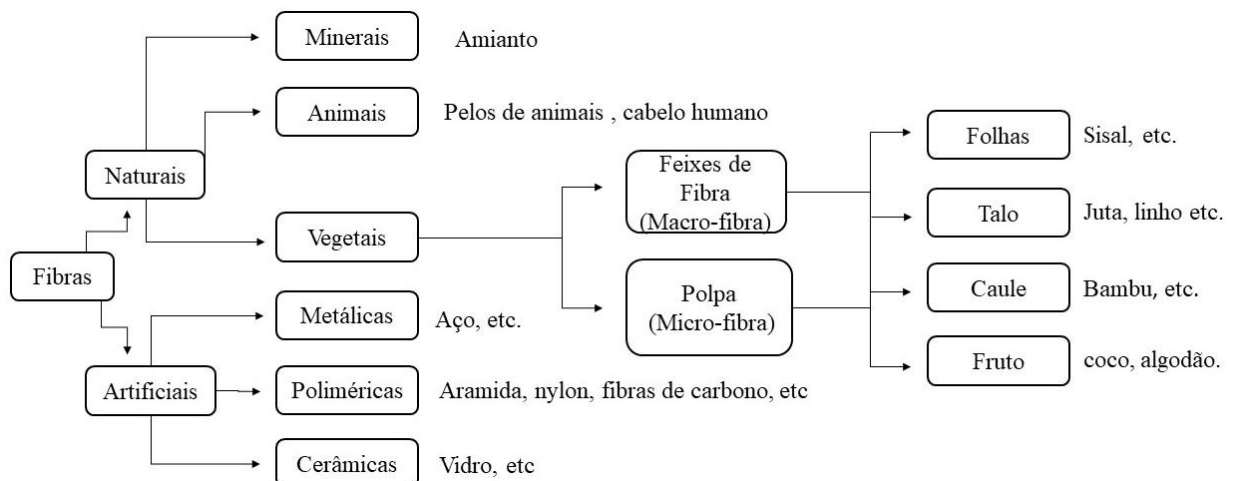 Minerais
Amianto
Animais
Pelos de animais , cabelo humano
Naturais
Vegetais
Fibras
Feixes de
Fibra
(Macro-fibra)
Polpa
(Micro-fibra)
Folhas
Sisal, etc.
Talo
Juta, linho etc.
Caule
Bambu, etc.
Fruto
coco, algodão.
Metálicas
Aço, etc.
Artificiais
Poliméricas
Aramida, nylon, fibras de carbono, etc
Cerâmicas
Vidro, etc